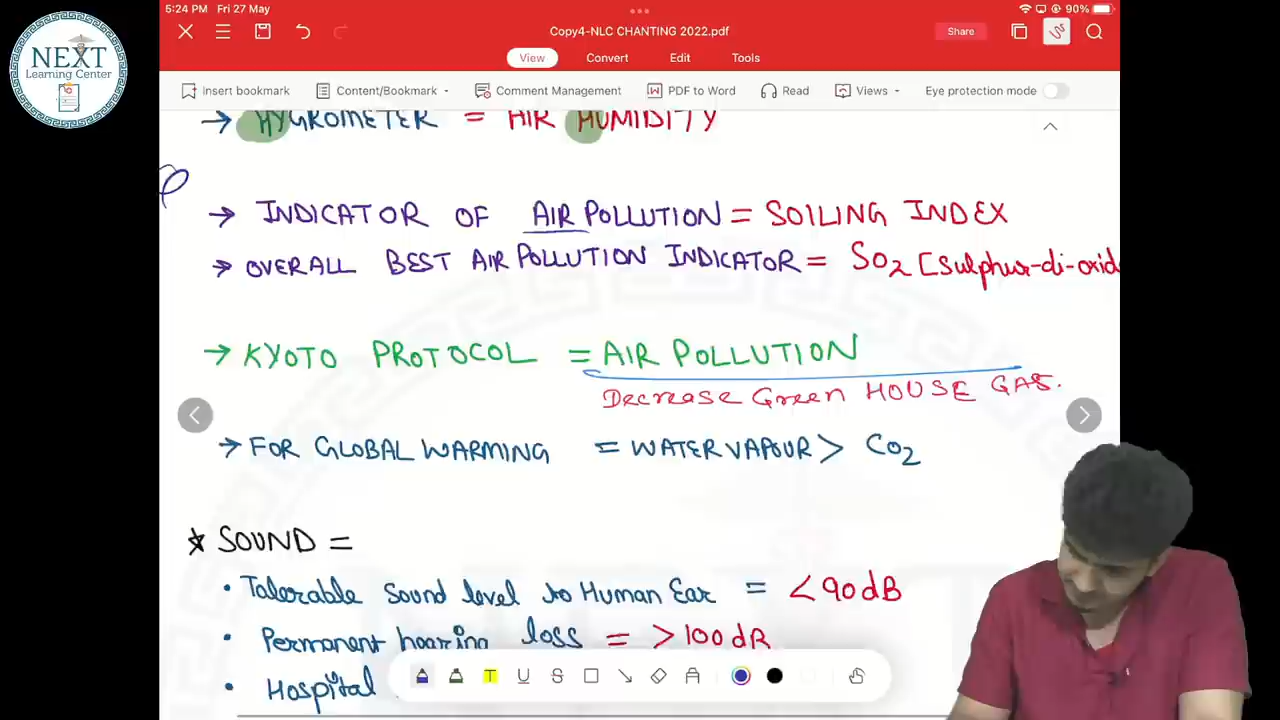 5:24 PM Fri 27 May
90%
NEXT
Learning Center
Copy4-NLC CHANTING 2022.pdf
Share
View Convert Edit Tools
Insert bookmark Content/Bookmark Comment Management PDF to Word Read Views Eye protection mode
→ HYGROMETER = AIR HUMIDITY
→ INDICATOR OF AIR POLLUTION = SOILING INDEX
→ OVERALL BEST AIR POLLUTION INDICATOR = SO2 [Sulphur-di-oxid
→ KYOTO PROTOCOL = AIR POLLUTION
Decrease Green HOUSE GAS.
→ FOR GLOBAL WARMING = WATER VAPOUR > CO2
* SOUND =
• Talorable Sound level to Human Ear = <90dB
• Permanent hearing loss = >100dB
• Hospital